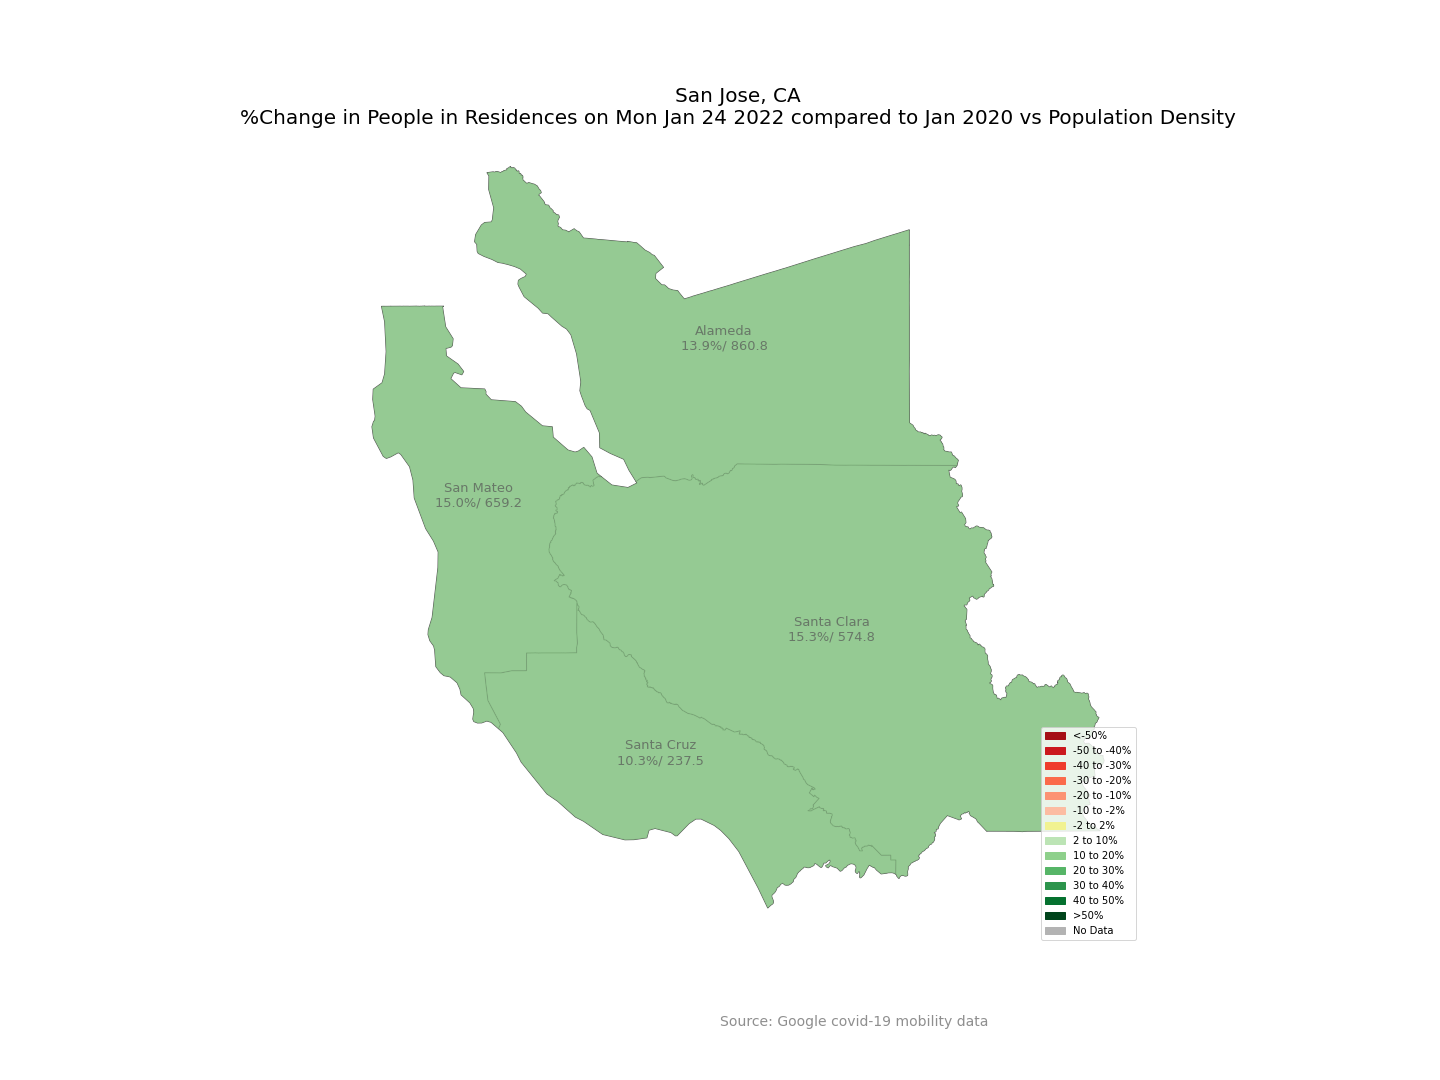 San Jose, CA
%Change in People in Residences on Mon Jan 24 2022 compared to Jan 2020 vs Population Density
Alameda
13.9%/ 860.8
San Mateo
15.0%/ 659.2
Santa Clara
15.3%/ 574.8
Santa Cruz
10.3%/ 237.5
<-50%
-50 to -40%
-40 to -30%
-30 to -20%
-20 to -10%
-10 to -2%
-2 to 2%
2 to 10%
10 to 20%
20 to 30%
30 to 40%
40 to 50%
>50%
No Data
Source: Google covid-19 mobility data